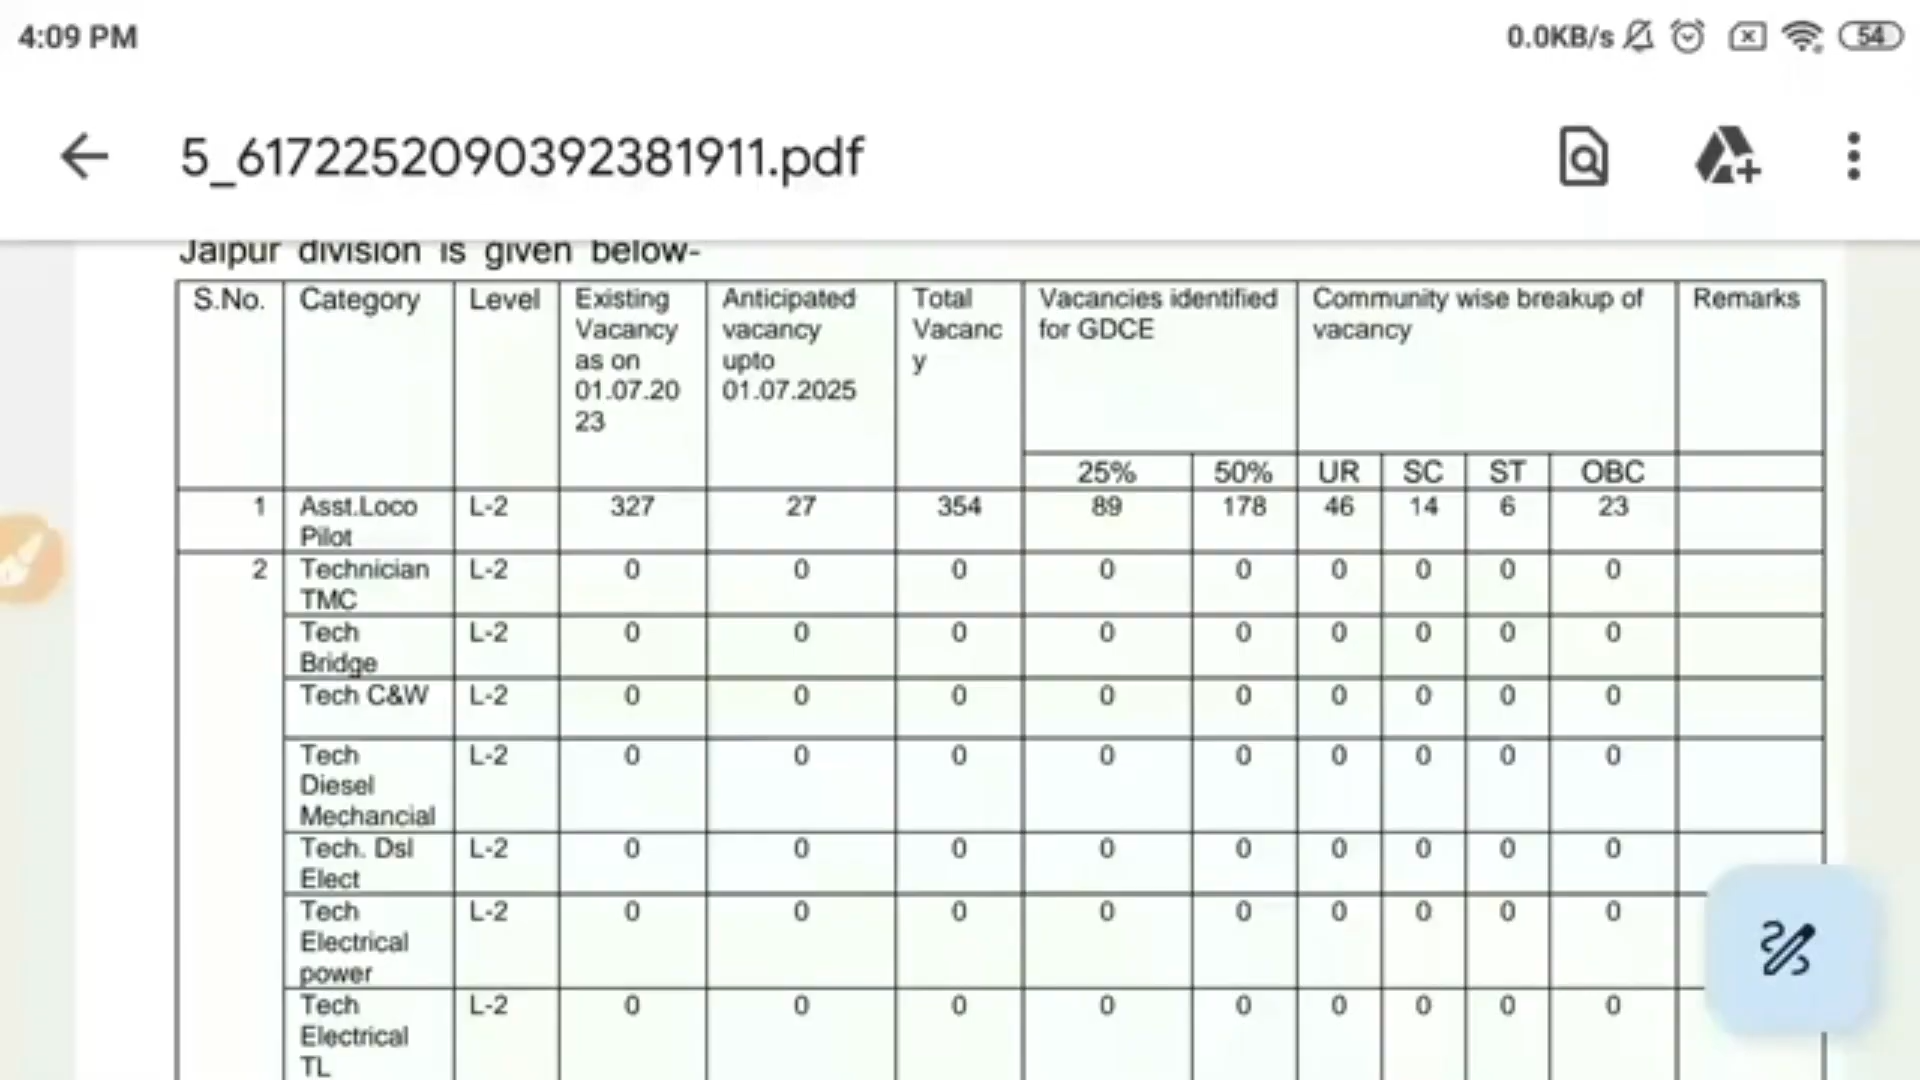 4:09 PM
0.0KB/s
54
5_6172252090392381911.pdf
Jaipur division is given below-
S.No. Category Level Existing Vacancy as on 01.07.20 23 Anticipated vacancy upto 01.07.2025 Total Vacanc y Vacancies identified for GDCE Community wise breakup of vacancy Remarks
25% 50% UR SC ST OBC
1 Asst.Loco Pilot L-2 327 27 354 89 178 46 14 6 23
2 Technician TMC L-2 0 0 0 0 0 0 0 0 0
Tech Bridge L-2 0 0 0 0 0 0 0 0 0
Tech C&W L-2 0 0 0 0 0 0 0 0 0
Tech Diesel Mechancial L-2 0 0 0 0 0 0 0 0 0
Tech. Dsl Elect L-2 0 0 0 0 0 0 0 0 0
Tech Electrical power L-2 0 0 0 0 0 0 0 0 0
Tech Electrical TL L-2 0 0 0 0 0 0 0 0 0